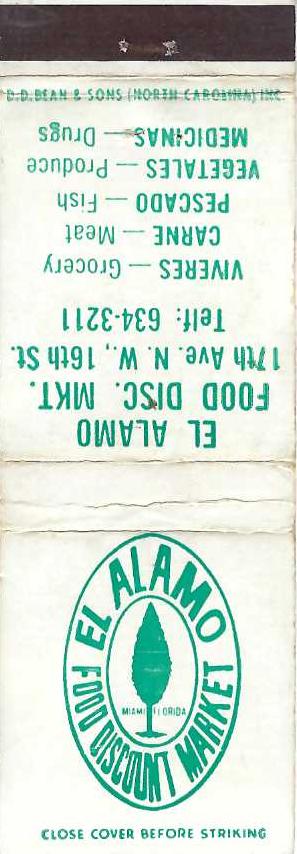 D.D. BEAN & SONS (NORTH CAROLINA) INC.
EL ALAMO
FOOD DISC. MKT.
17th Ave. N. W., 16th St.
Telf: 634-3211
VIVERES — Grocery
CARNE — Meat
PESCADO — Fish
VEGETALES — Produce
MEDICINAS — Drugs
EL ALAMO
MIAMI FLORIDA
FOOD DISCOUNT MARKET
CLOSE COVER BEFORE STRIKING